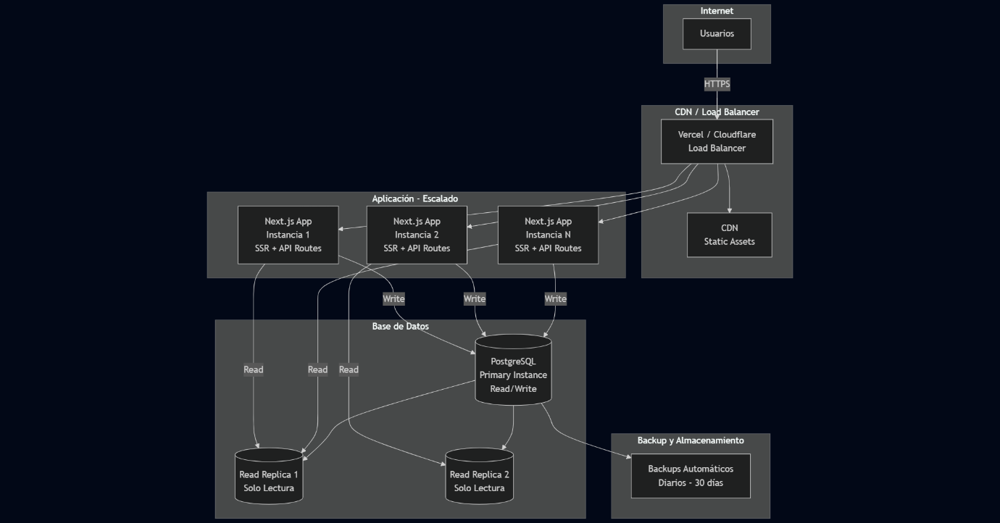 Internet
Usuarios
HTTPS
CDN / Load Balancer
Vercel / Cloudflare
Load Balancer
Aplicación - Escalado
Next.js App
Instancia 1
SSR + API Routes
Next.js App
Instancia 2
SSR + API Routes
Next.js App
Instancia N
SSR + API Routes
CDN
Static Assets
Write
Write
Write
Base de Datos
Read
Read
Read
PostgreSQL
Primary Instance
Read/Write
Read Replica 1
Solo Lectura
Read Replica 2
Solo Lectura
Backup y Almacenamiento
Backups Automáticos
Diarios - 30 días